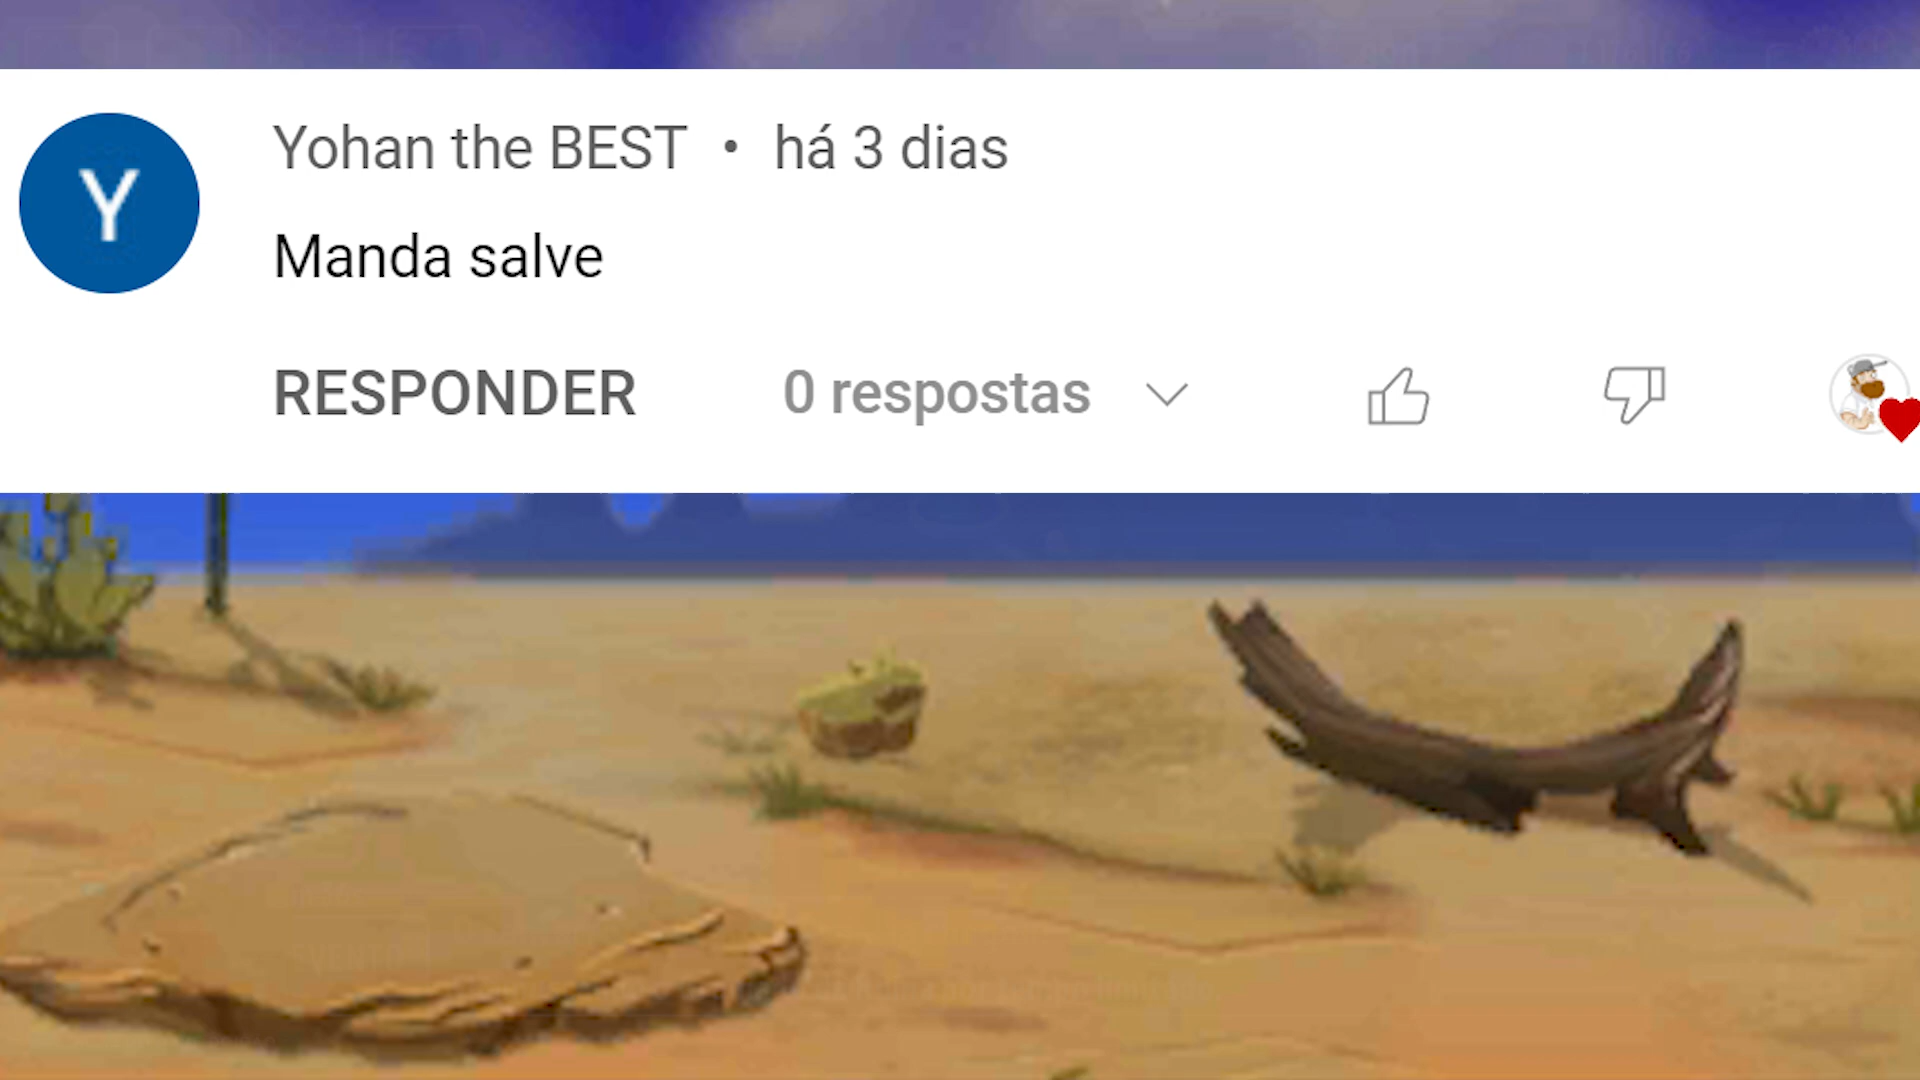 Yohan the BEST • há 3 dias
Manda salve
RESPONDER 0 respostas
Y